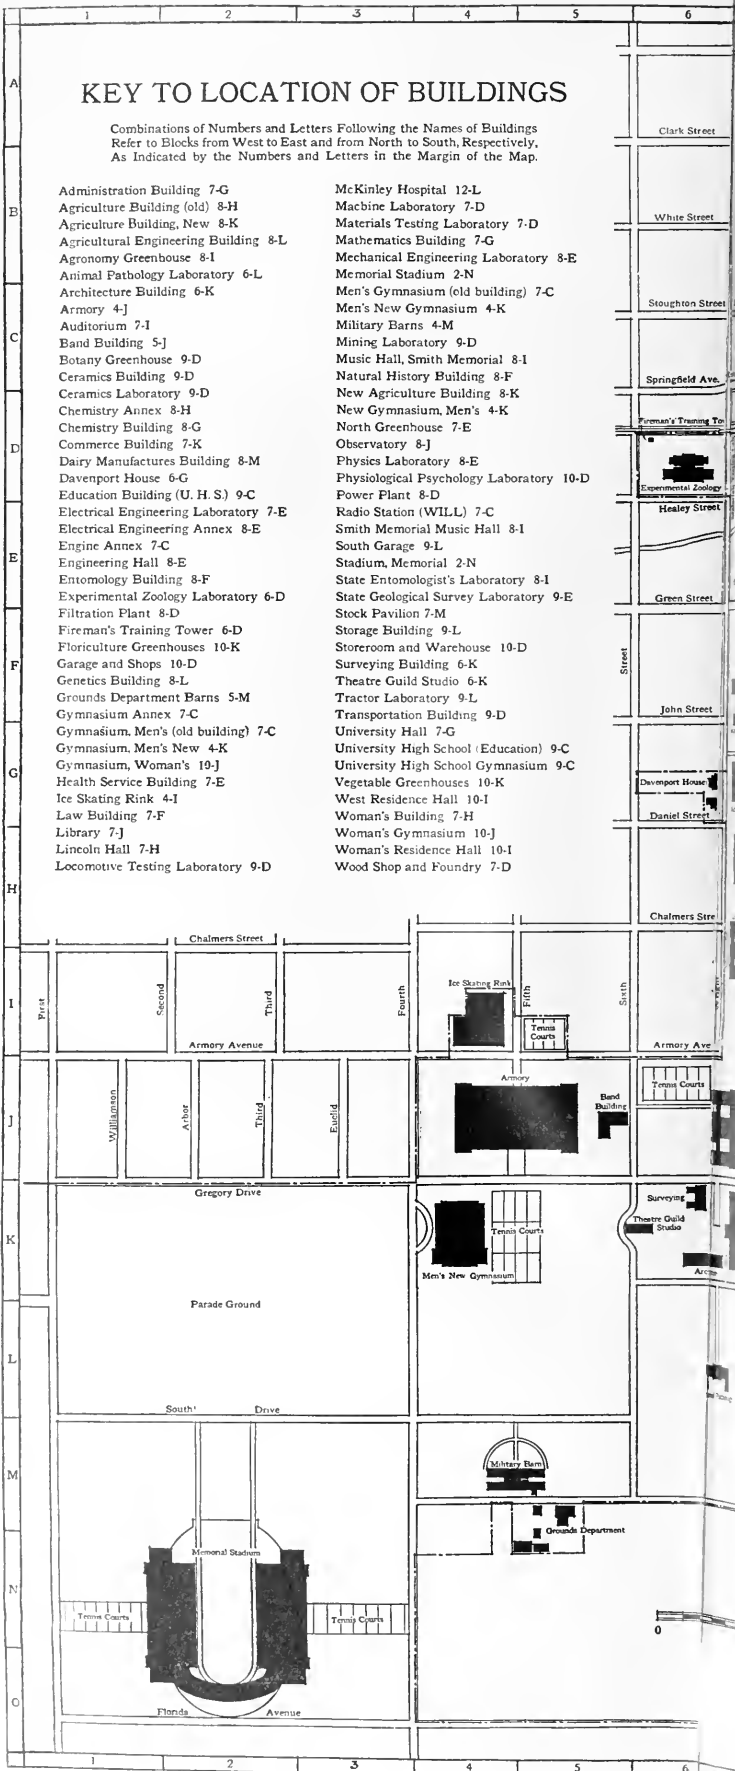 1 2 3 4 5 6
KEY TO LOCATION OF BUILDINGS
Combinations of Numbers and Letters Following the Names of Buildings
Refer to Blocks from West to East and from North to South, Respectively,
As Indicated by the Numbers and Letters in the Margin of the Map.
Administration Building 7-G
Agriculture Building (old) 8-H
Agriculture Building, New 8-K
Agricultural Engineering Building 8-L
Agronomy Greenhouse 8-I
Animal Pathology Laboratory 6-L
Architecture Building 6-K
Armory 4-J
Auditorium 7-I
Band Building 5-J
Botany Greenhouse 9-D
Ceramics Building 9-D
Ceramics Laboratory 9-D
Chemistry Annex 8-H
Chemistry Building 8-G
Commerce Building 7-K
Dairy Manufactures Building 8-M
Davenport House 6-G
Education Building (U. H. S.) 9-C
Electrical Engineering Laboratory 7-E
Electrical Engineering Annex 8-E
Engine Annex 7-C
Engineering Hall 8-E
Entomology Building 8-F
Experimental Zoology Laboratory 6-D
Filtration Plant 8-D
Fireman's Training Tower 6-D
Floriculture Greenhouses 10-K
Garage and Shops 10-D
Genetics Building 8-L
Grounds Department Barns 5-M
Gymnasium Annex 7-C
Gymnasium, Men's (old building) 7-C
Gymnasium, Men's New 4-K
Gymnasium, Woman's 10-J
Health Service Building 7-E
Ice Skating Rink 4-I
Law Building 7-F
Library 7-J
Lincoln Hall 7-H
Locomotive Testing Laboratory 9-D
McKinley Hospital 12-L
Machine Laboratory 7-D
Materials Testing Laboratory 7-D
Mathematics Building 7-G
Mechanical Engineering Laboratory 8-E
Memorial Stadium 2-N
Men's Gymnasium (old building) 7-C
Men's New Gymnasium 4-K
Military Barns 4-M
Mining Laboratory 9-D
Music Hall, Smith Memorial 8-I
Natural History Building 8-F
New Agriculture Building 8-K
New Gymnasium, Men's 4-K
North Greenhouse 7-E
Observatory 8-J
Physics Laboratory 8-E
Physiological Psychology Laboratory 10-D
Power Plant 8-D
Radio Station (WILL) 7-C
Smith Memorial Music Hall 8-I
South Garage 9-L
Stadium, Memorial 2-N
State Entomologist's Laboratory 8-I
State Geological Survey Laboratory 9-E
Stock Pavilion 7-M
Storage Building 9-L
Storeroom and Warehouse 10-D
Surveying Building 6-K
Theatre Guild Studio 6-K
Tractor Laboratory 9-L
Transportation Building 9-D
University Hall 7-G
University High School (Education) 9-C
University High School Gymnasium 9-C
Vegetable Greenhouses 10-K
West Residence Hall 10-I
Woman's Building 7-H
Woman's Gymnasium 10-J
Woman's Residence Hall 10-I
Wood Shop and Foundry 7-D
A
B
C
D
E
F
G
H
I
J
K
L
M
N
O
Clark Street
White Street
Stoughton Street
Springfield Ave.
Fireman's Training To
Experimental Zoology
Healey Street
Green Street
Street
John Street
Davenport House
Daniel Street
Chalmers Stre
Chalmers Street
First
Second
Third
Fourth
Ice Skating Rink
Fifth
Sixth
Tennis
Courts
Armory Avenue
Armory Ave
Armory
Tennis Courts
Band
Building
Williamson
Arbor
Third
Euclid
Gregory Drive
Surveying
Theatre Guild
Studio
Tennis Courts
Men's New Gymnasium
Parade Ground
South Drive
Military Barn
Grounds Department
Memorial Stadium
Tennis Courts
Tennis Courts
0
Florida Avenue
1 2 3 4 5 6